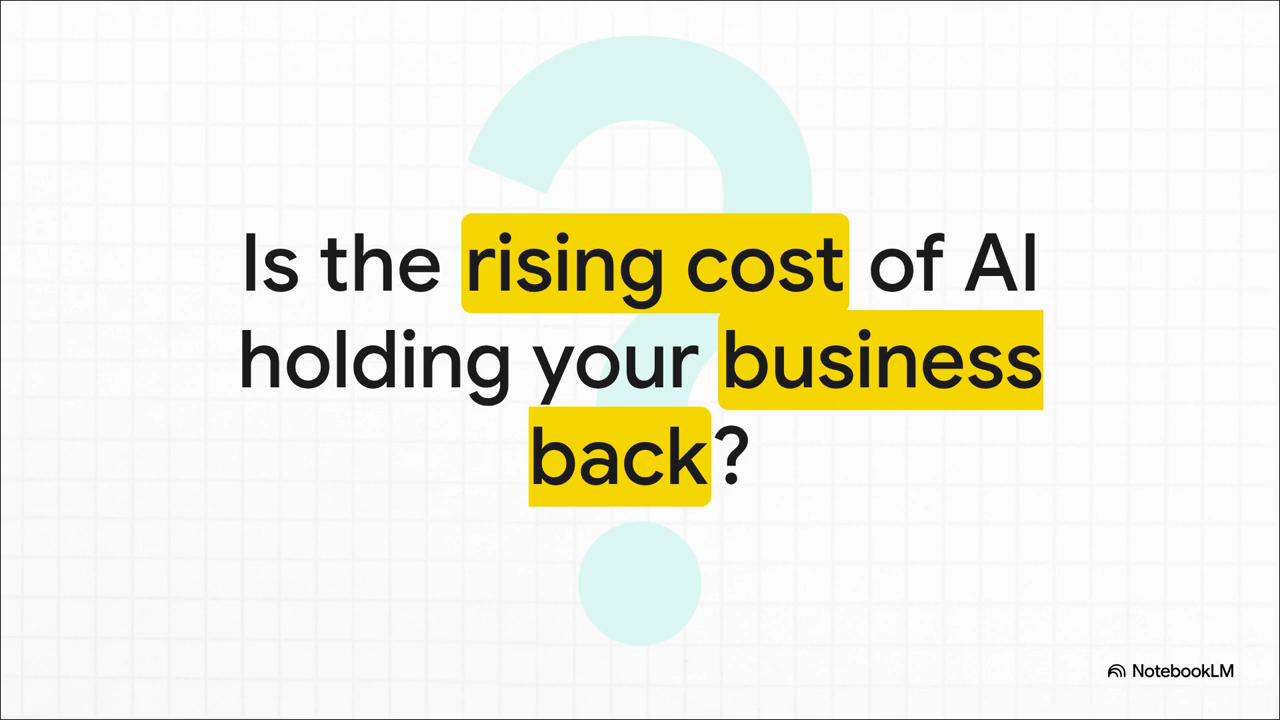 Is the rising cost of AI
holding your business
back?
NotebookLM